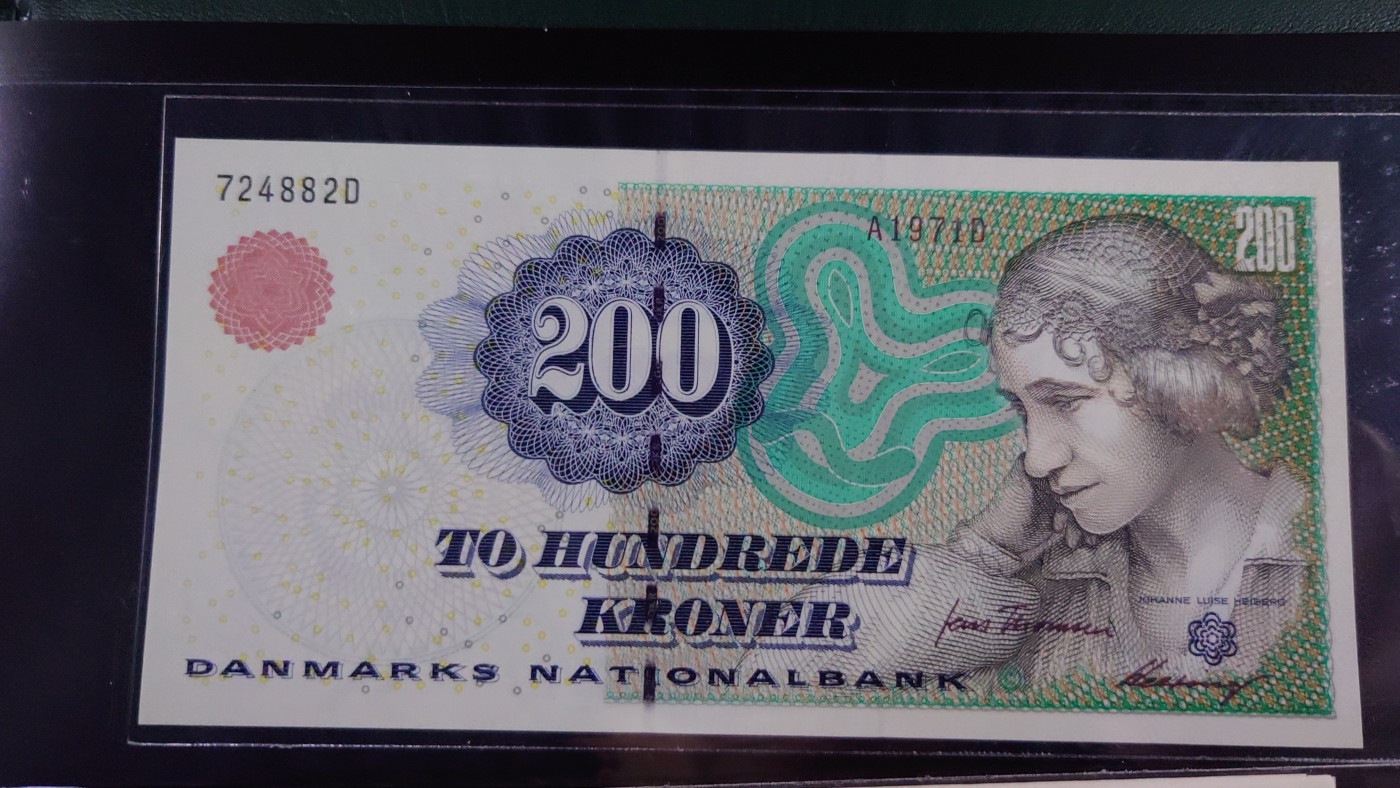 724882D
A1971D
200
200
TO HUNDREDE
KRONER
JOHANNE LUISE HEIBERG
DANMARKS NATIONALBANK